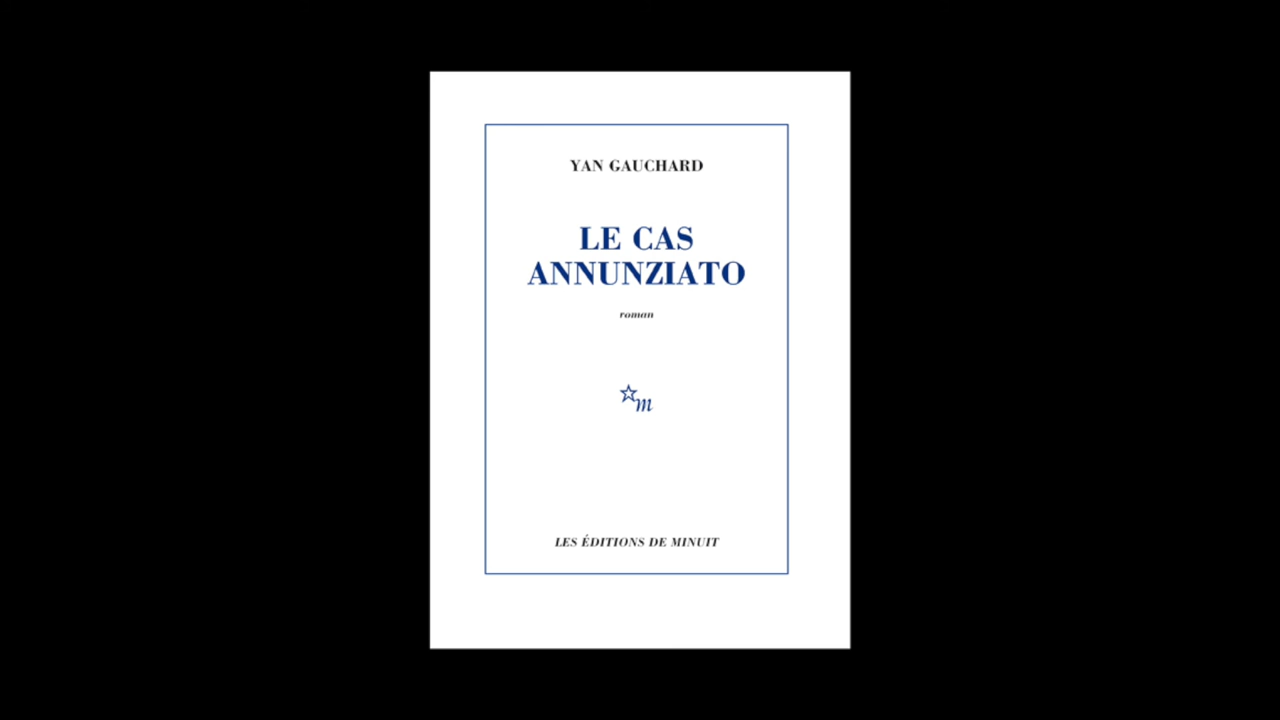 YAN GAUCHARD
LE CAS
ANNUNZIATO
roman
m
LES ÉDITIONS DE MINUIT